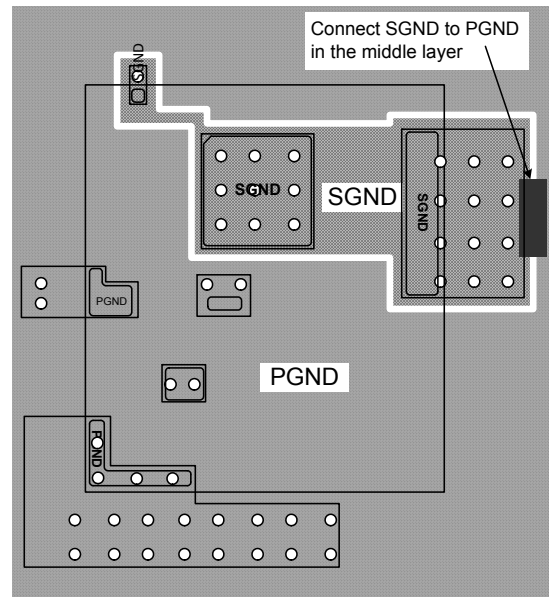 Connect SGND to PGND
in the middle layer
SGND
SGND
SGND
SGND
PGND
PGND
PGND